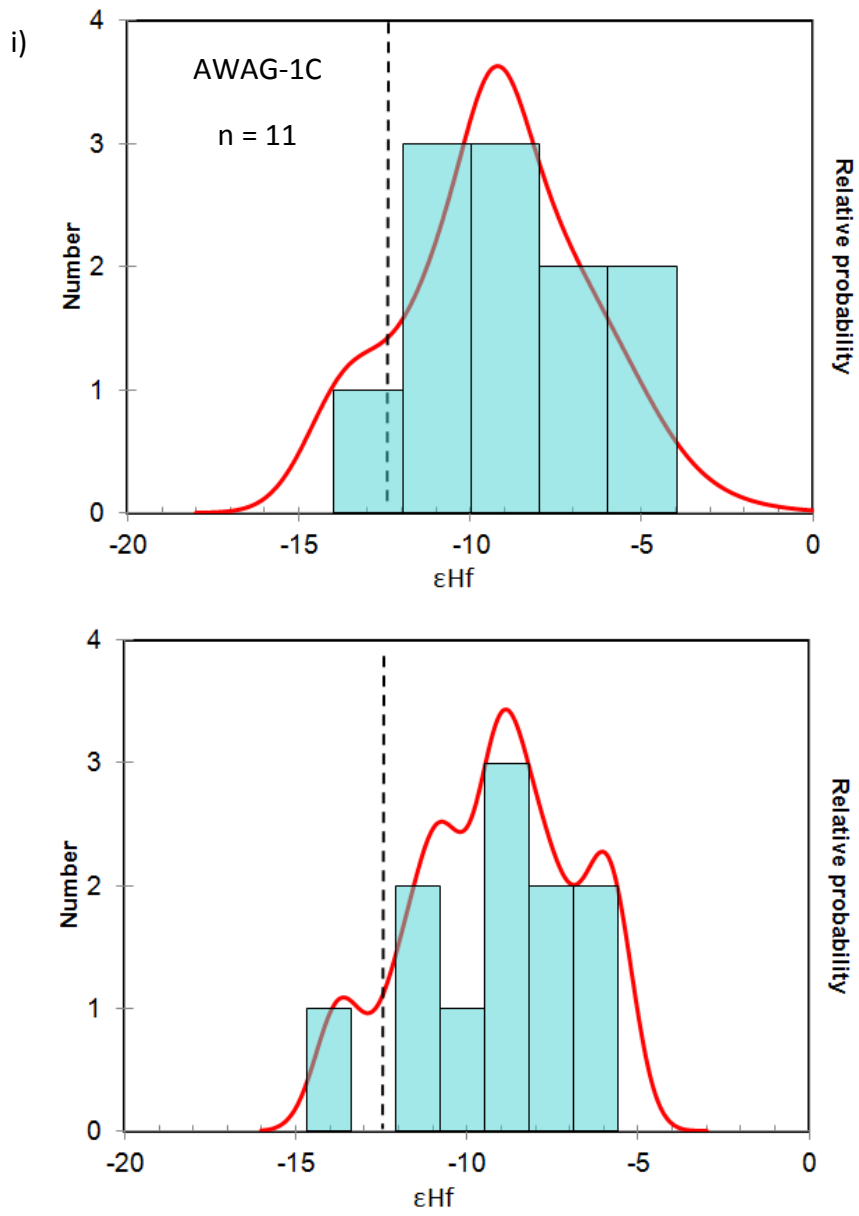 i)
AWAG-1C
n = 11
Number
Relative probability
4
3
2
1
0
-20
-15
-10
-5
0
εHf
Number
Relative probability
4
3
2
1
0
-20
-15
-10
-5
0
εHf